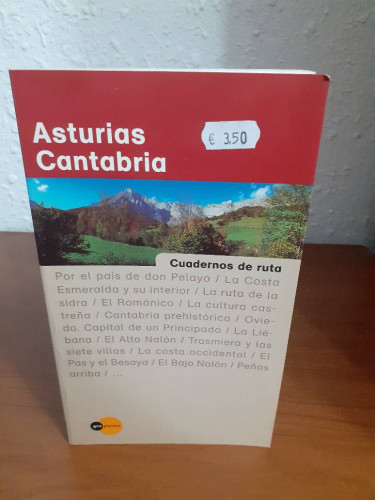 Asturias
Cantabria
€ 3.50
Cuadernos de ruta
Por el país de don Pelayo / La Costa
Esmeralda y su interior / La ruta de la
sidra / El Románico / La cultura cas-
treña / Cantabria prehistórica / Ovie-
do. Capital de un Principado / La Lié-
bana / El Alto Nalón / Trasmiera y las
siete villas / La costa occidental / El
Pas y el Besaya / El Bajo Nalón / Peñas
arriba / ...
geoplaneta